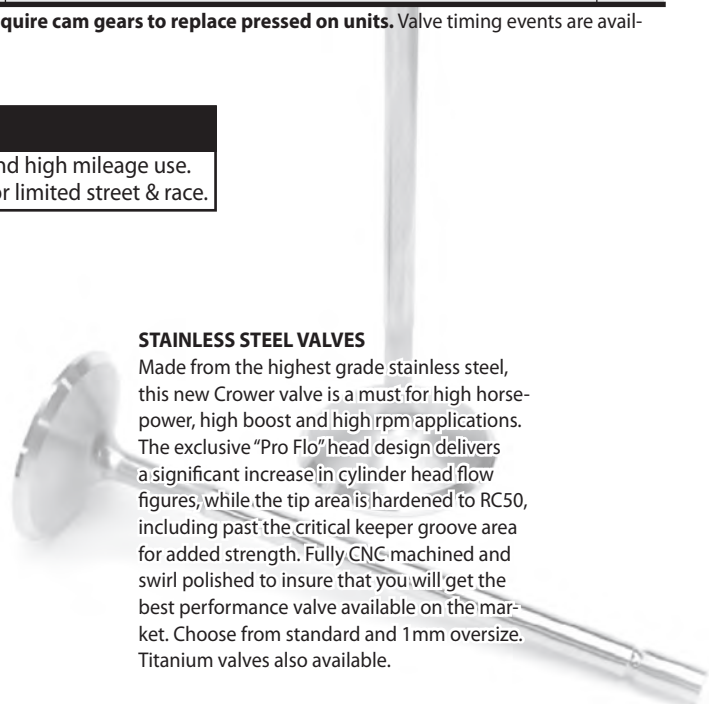 quire cam gears to replace pressed on units. Valve timing events are avail-
nd high mileage use.
or limited street & race.
STAINLESS STEEL VALVES
Made from the highest grade stainless steel,
this new Crower valve is a must for high horse-
power, high boost and high rpm applications.
The exclusive “Pro Flo” head design delivers
a significant increase in cylinder head flow
figures, while the tip area is hardened to RC50,
including past the critical keeper groove area
for added strength. Fully CNC machined and
swirl polished to insure that you will get the
best performance valve available on the mar-
ket. Choose from standard and 1mm oversize.
Titanium valves also available.